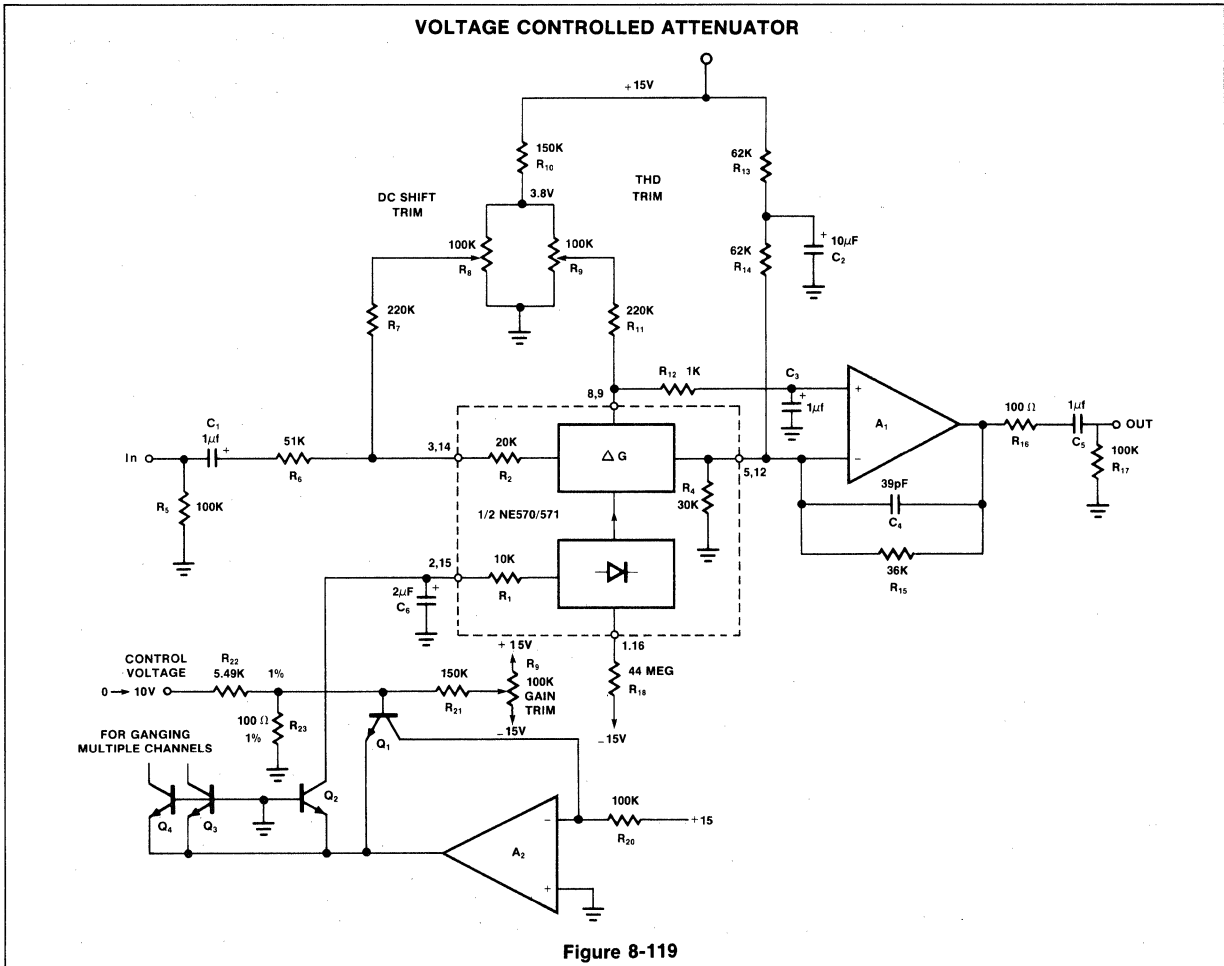 VOLTAGE CONTROLLED ATTENUATOR
+15V
150K
R10
62K
R13
3.8V
DC SHIFT
TRIM
THD
TRIM
100K
R8
100K
R9
62K
R14
+
10µF
C2
220K
R7
220K
R11
R12 1K
C3
+
1µf
8,9
+
A1
−
100 Ω
R16
1µf
C5
OUT
100K
R17
C1
1µf
+
In
51K
R6
3,14
20K
R2
△G
5,12
R4
30K
R5
100K
39pF
C4
1/2 NE570/571
36K
R15
2,15
10K
R1
2µF
C6
+
1.16
+ 15V
R9
100K
GAIN
TRIM
−15V
44 MEG
R18
−15V
CONTROL
VOLTAGE
0 → 10V
R22
5.49K
1%
150K
R21
100 Ω
1%
R23
FOR GANGING
MULTIPLE CHANNELS
Q1
Q4
Q3
Q2
A2
−
+
100K
R20
+15
Figure 8-119